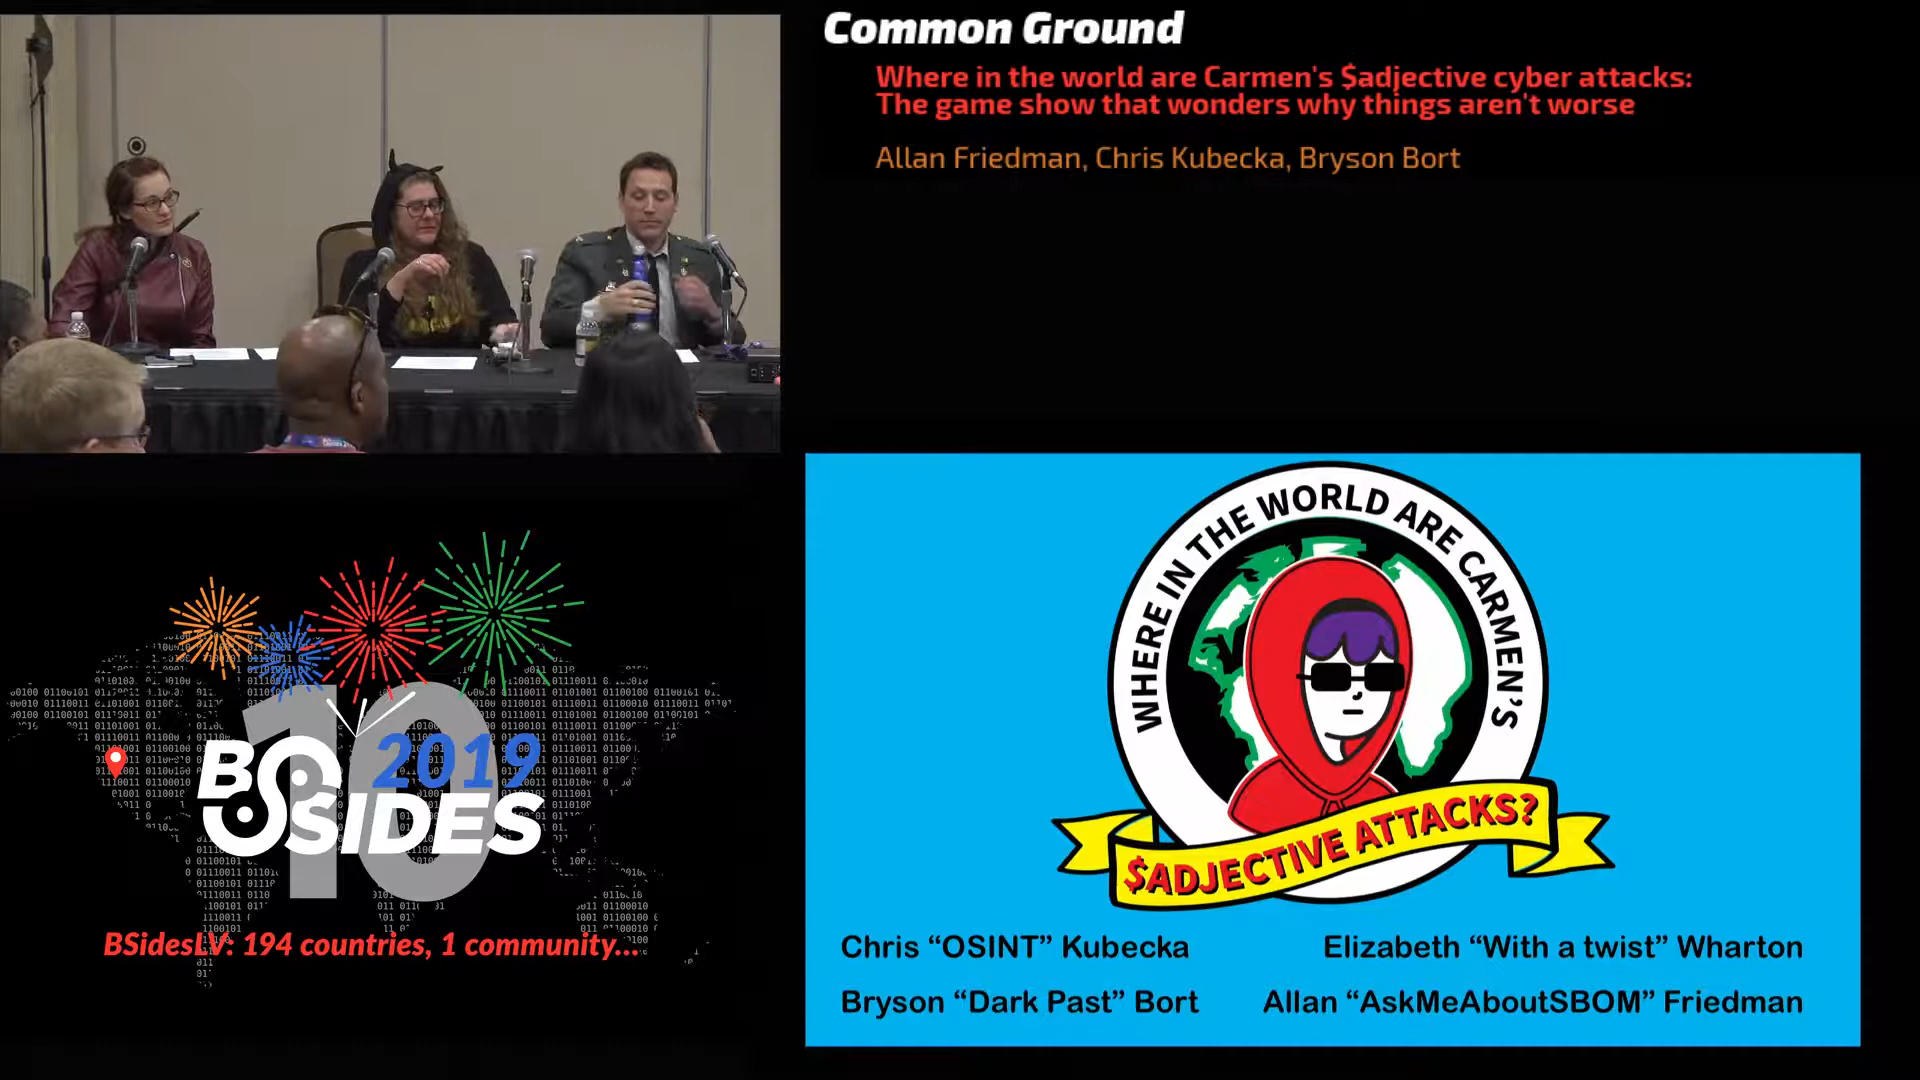 Common Ground
Where in the world are Carmen's $adjective cyber attacks:
The game show that wonders why things aren't worse
Allan Friedman, Chris Kubecka, Bryson Bort
WHERE IN THE WORLD ARE CARMEN'S
$ADJECTIVE ATTACKS?
Chris “OSINT” Kubecka
Elizabeth “With a twist” Wharton
Bryson “Dark Past” Bort
Allan “AskMeAboutSBOM” Friedman
10
2019
BSIDES
BSidesLV: 194 countries, 1 community...